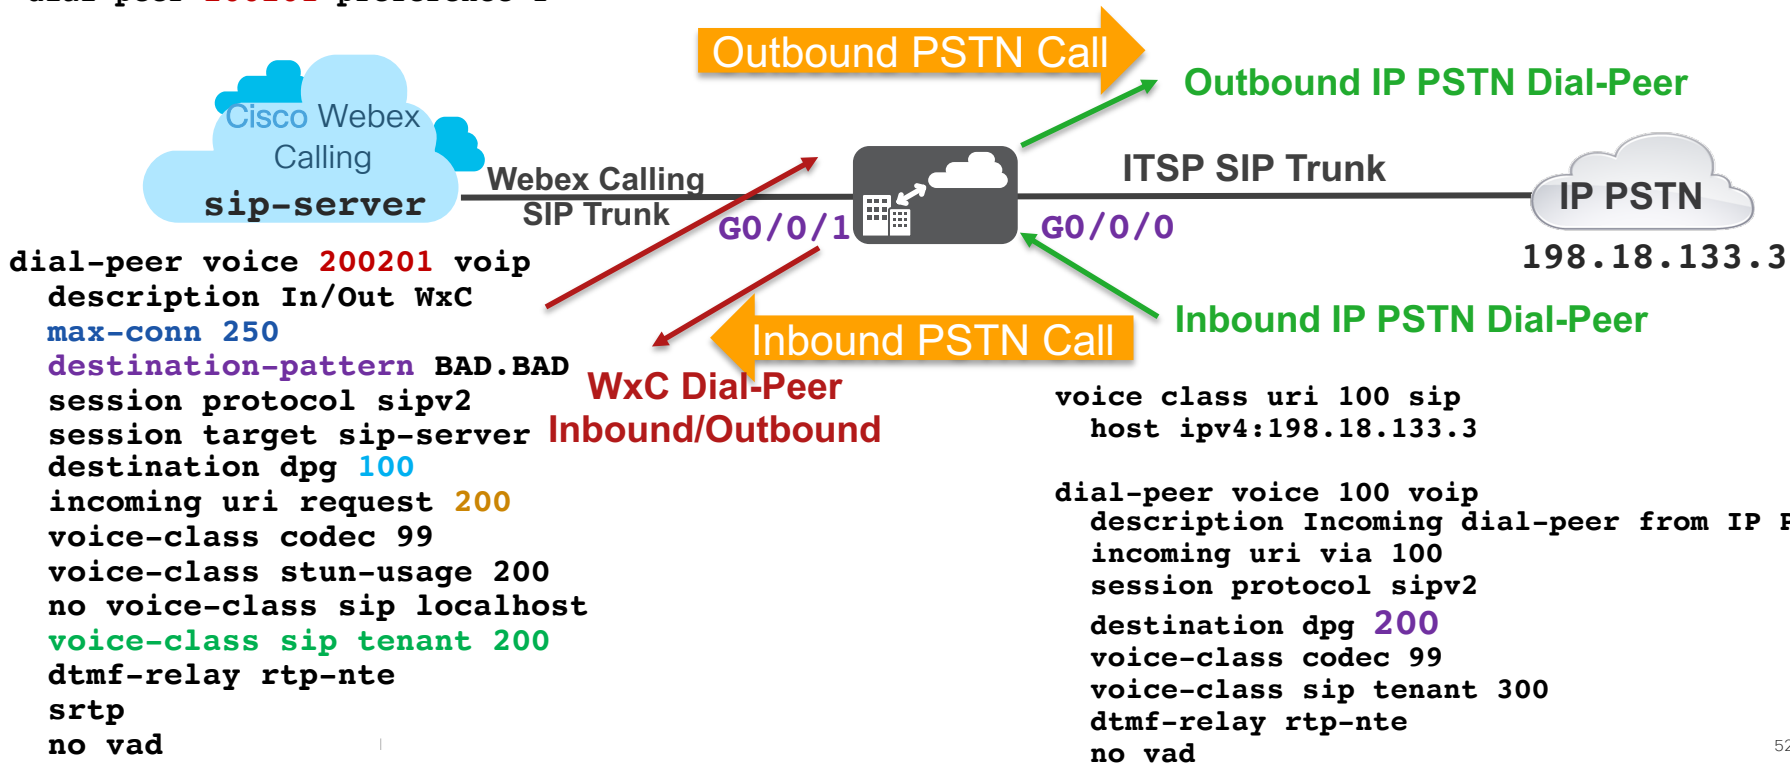 dial-peer 200201 preference 1
Outbound PSTN Call
Outbound IP PSTN Dial-Peer
Cisco Webex
Calling
sip-server
Webex Calling
SIP Trunk
G0/0/1
G0/0/0
ITSP SIP Trunk
IP PSTN
198.18.133.3
Inbound IP PSTN Dial-Peer
Inbound PSTN Call
WxC Dial-Peer
Inbound/Outbound
dial-peer voice 200201 voip
description In/Out WxC
max-conn 250
destination-pattern BAD.BAD
session protocol sipv2
session target sip-server
destination dpg 100
incoming uri request 200
voice-class codec 99
voice-class stun-usage 200
no voice-class sip localhost
voice-class sip tenant 200
dtmf-relay rtp-nte
srtp
no vad
voice class uri 100 sip
host ipv4:198.18.133.3
dial-peer voice 100 voip
description Incoming dial-peer from IP
incoming uri via 100
session protocol sipv2
destination dpg 200
voice-class codec 99
voice-class sip tenant 300
dtmf-relay rtp-nte
no vad
52